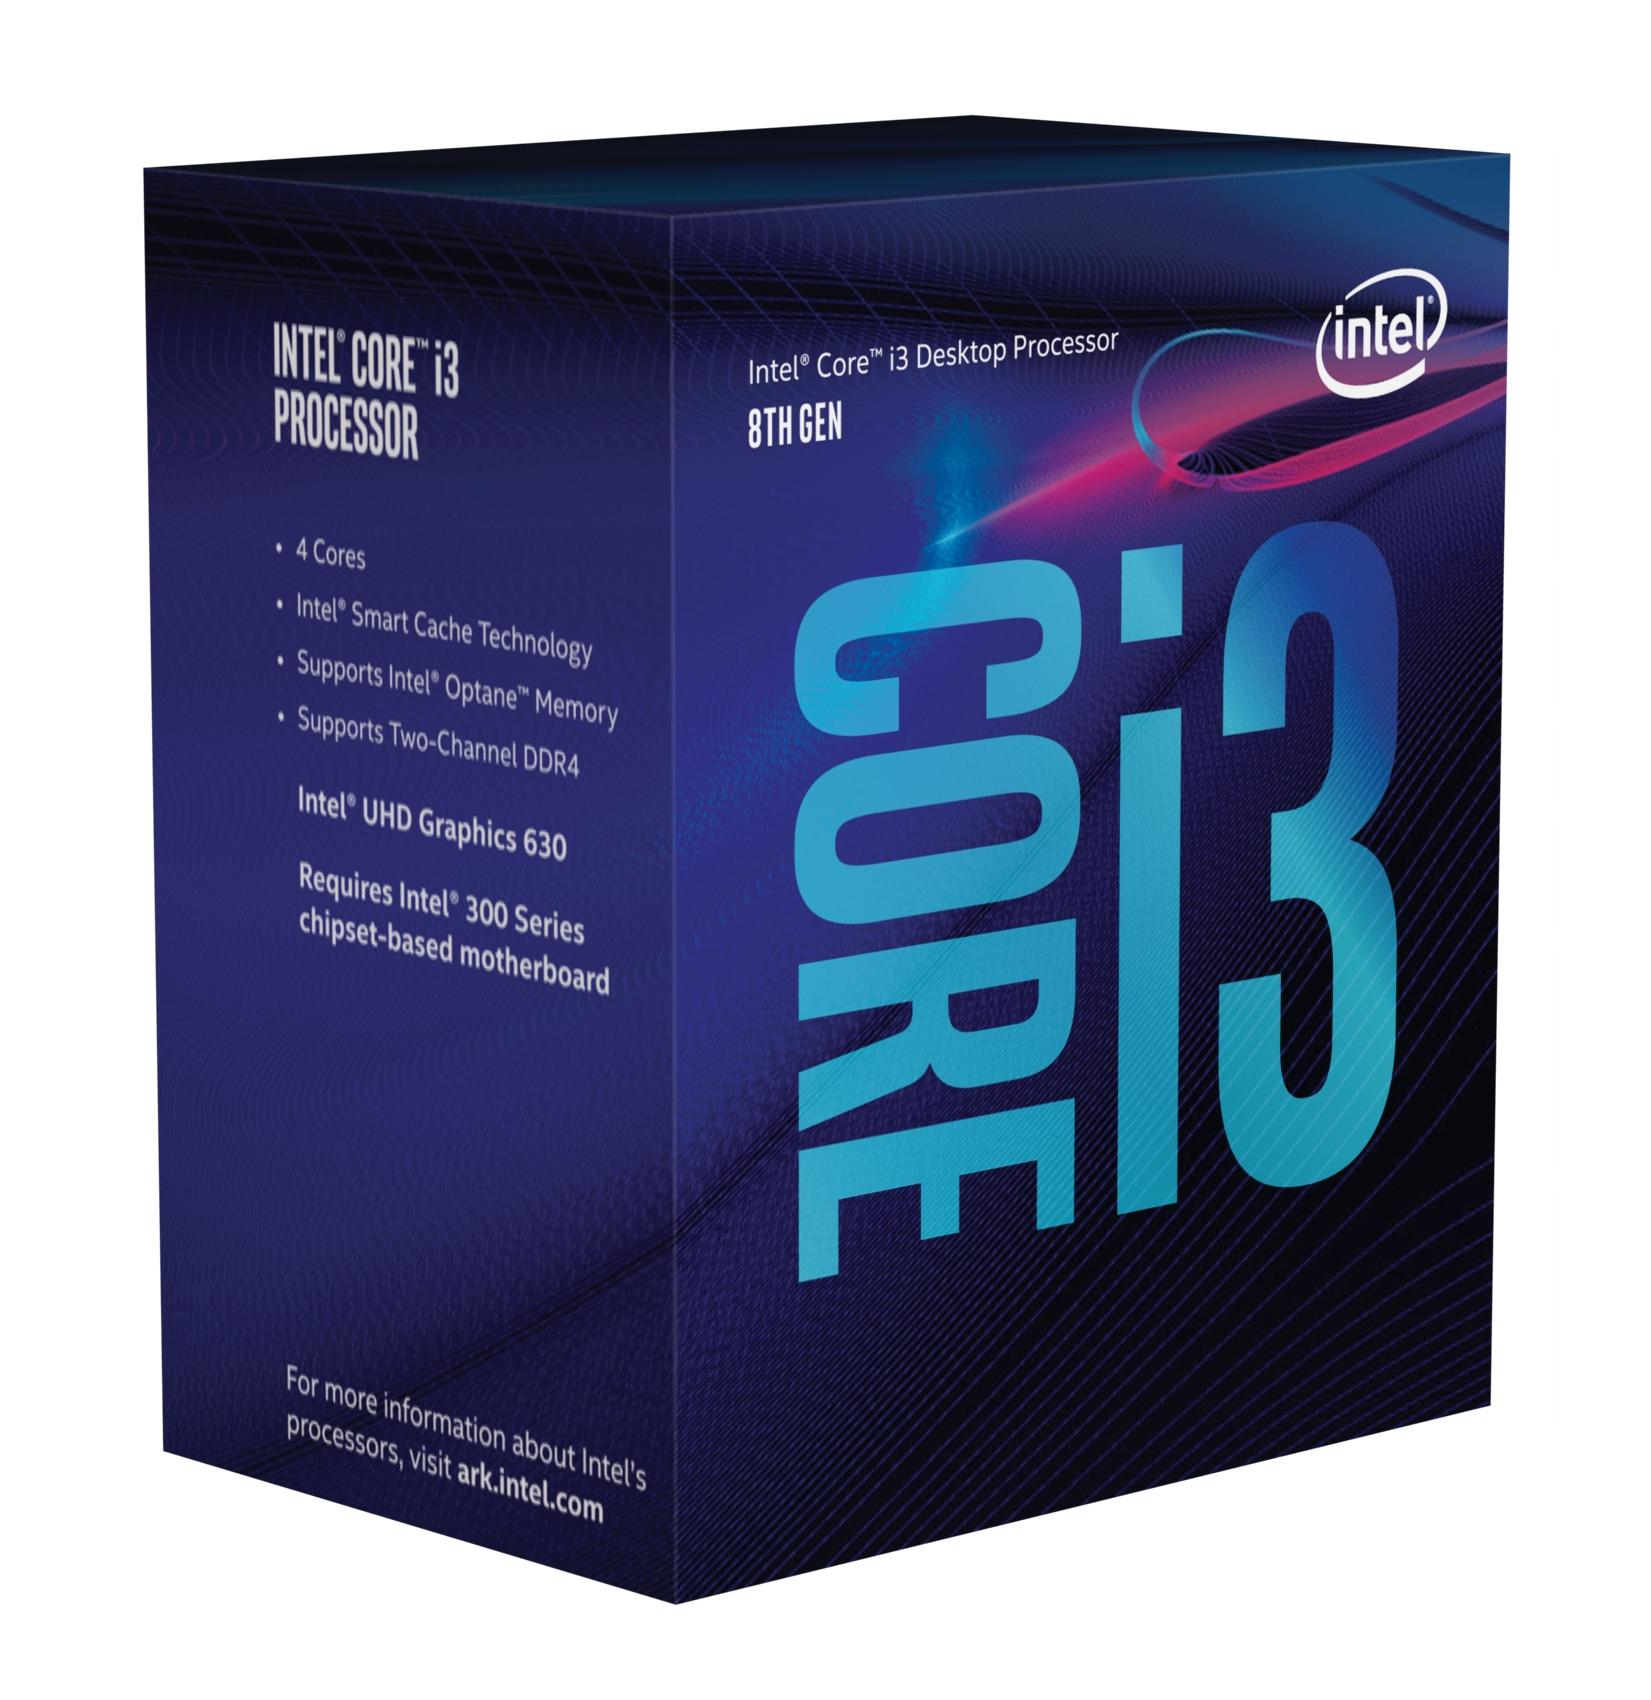 INTEL® CORE™ i3
PROCESSOR
• 4 Cores
• Intel® Smart Cache Technology
• Supports Intel® Optane™ Memory
• Supports Two-Channel DDR4
Intel® UHD Graphics 630
Requires Intel® 300 Series
chipset-based motherboard
For more information about Intel's
processors, visit ark.intel.com
Intel® Core™ i3 Desktop Processor
8TH GEN
intel®
CORE
i3